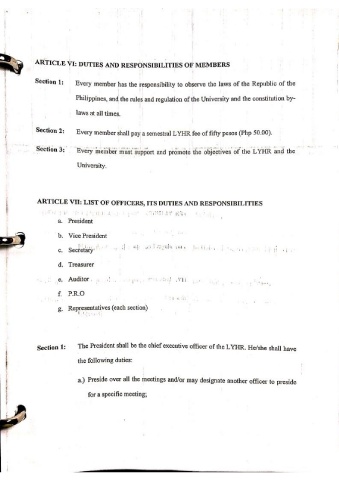 ARTICLE VI: DUTIES AND RESPONSIBILITIES OF MEMBERS
Section 1: Every member has the responsibility to observe the laws of the Republic of the
Philippines, and the rules and regulation of the University and the constitution by-
laws at all times.
Section 2: Every member shall pay a semestral LYHR fee of fifty pesos (Php 50.00).
Section 3: Every member must support and promote the objectives of the LYHR and the
University.
ARTICLE VII: LIST OF OFFICERS, ITS DUTIES AND RESPONSIBILITIES
a. President
b. Vice President
c. Secretary
d. Treasurer
e. Auditor
f. P.R.O
g. Representatives (each section)
Section 1: The President shall be the chief executive officer of the LYHR. He/she shall have
the following duties:
a.) Preside over all the meetings and/or may designate another officer to preside
for a specific meeting;